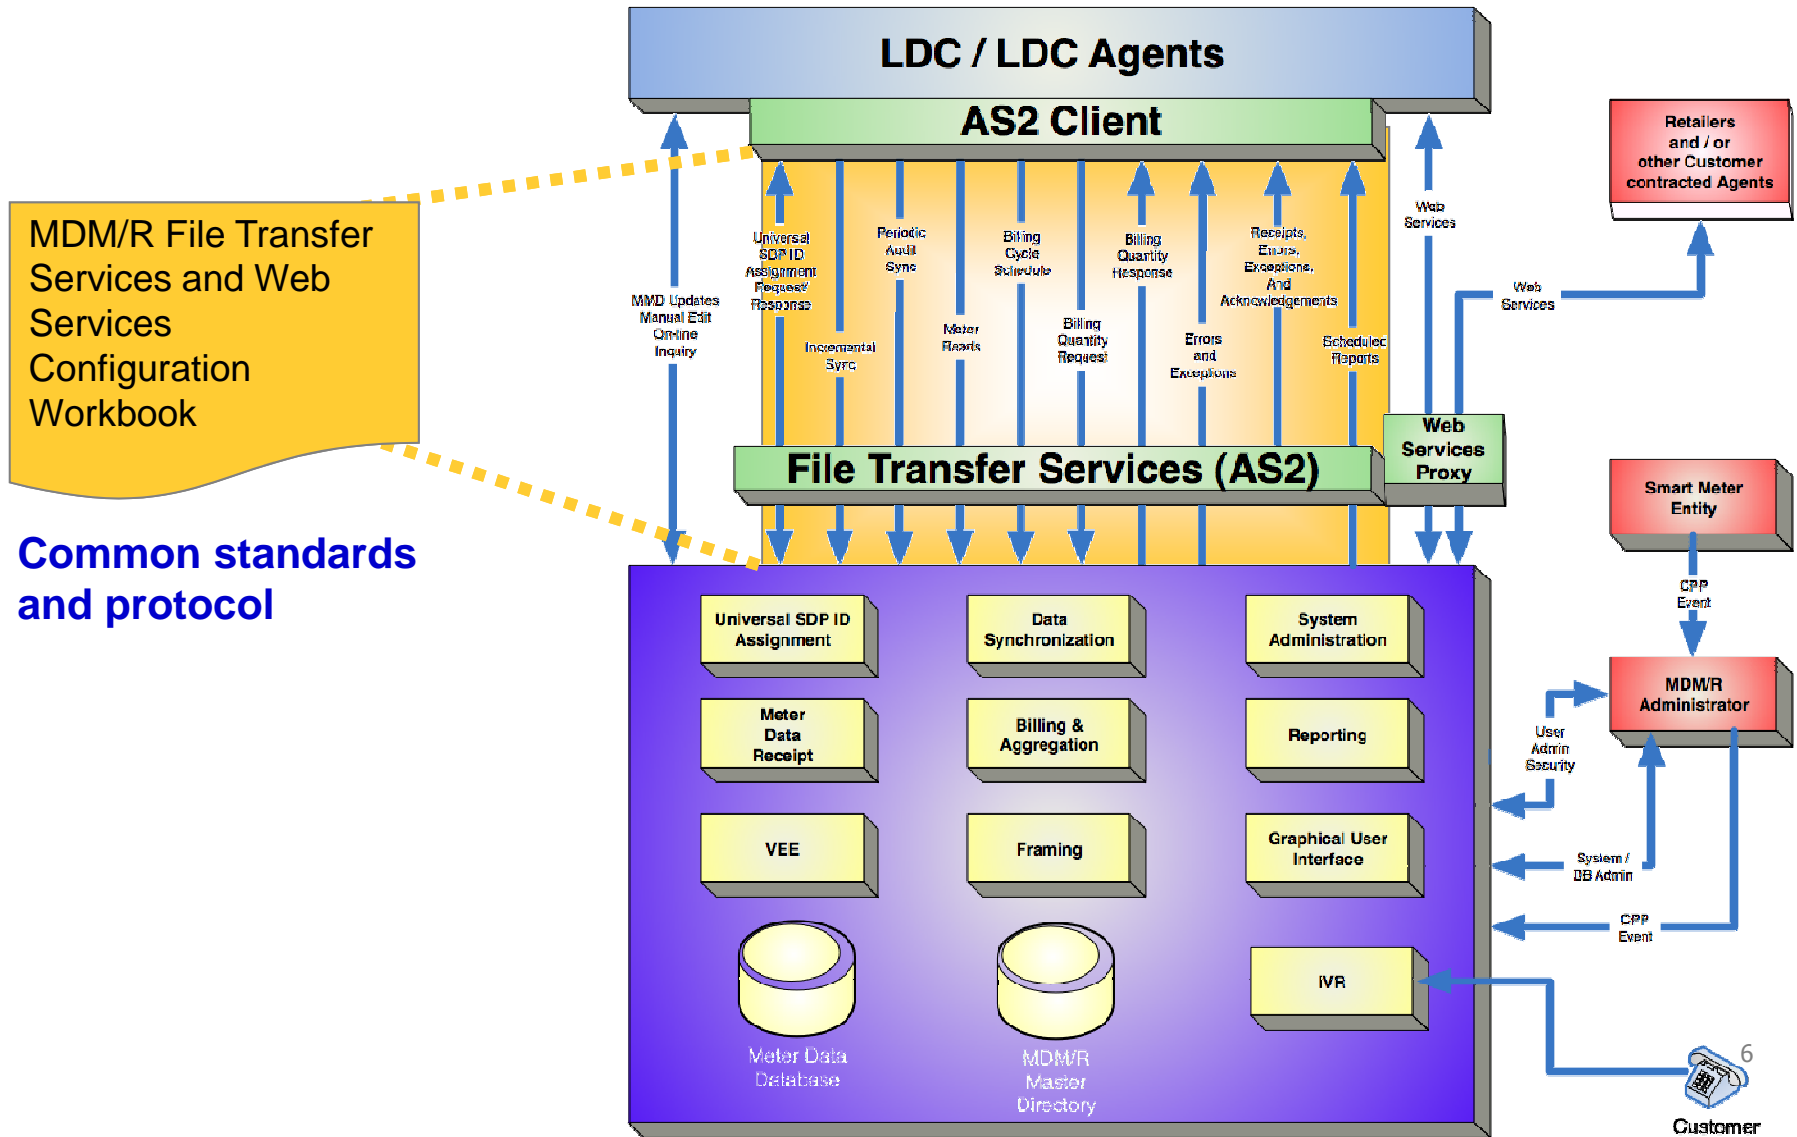 LDC / LDC Agents
AS2 Client
Retailers
and / or
other Customer
contracted Agents
MDM/R File Transfer
Services and Web
Services
Configuration
Workbook
Common standards
and protocol
MMD Updates
Manual Edit
On-line
Inquiry
Universal
SDP ID
Assignment
Request/
Response
Incremental
Sync
Periodic
Audit
Sync
Meter
Reads
Billing
Cycle
Schedule
Billing
Quantity
Request
Billing
Quantity
Response
Errors
and
Exceptions
Receipts,
Errors,
Exceptions,
And
Acknowledgements
Scheduled
Reports
Web
Services
Web
Services
File Transfer Services (AS2)
Web
Services
Proxy
Smart Meter
Entity
CPP
Event
MDM/R
Administrator
User
Admin
Security
System /
DB Admin
CPP
Event
Universal SDP ID
Assignment
Data
Synchronization
System
Administration
Meter
Data
Receipt
Billing &
Aggregation
Reporting
VEE
Framing
Graphical User
Interface
IVR
Meter Data
Database
MDM/R
Master
Directory
6
Customer